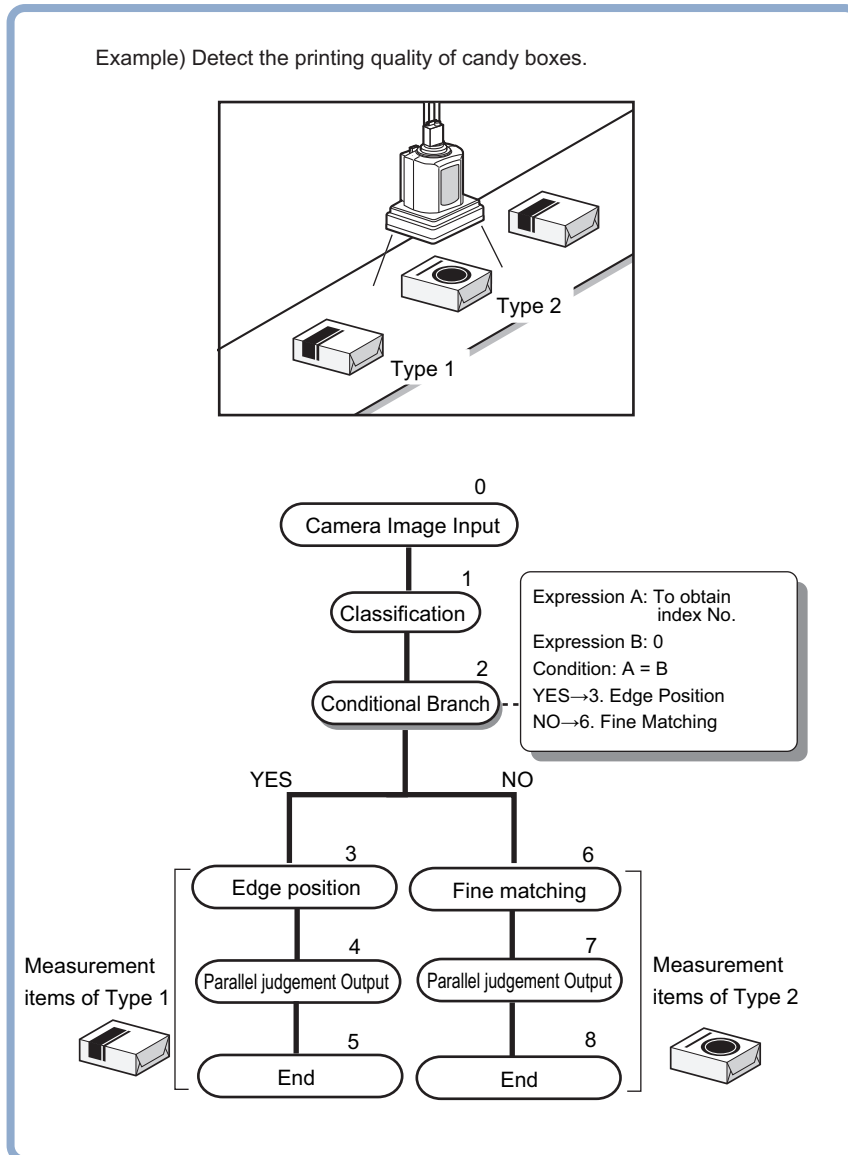 Example) Detect the printing quality of candy boxes.
Type 2
Type 1
0
Camera Image Input
1
Classification
2
Conditional Branch
Expression A: To obtain
index No.
Expression B: 0
Condition: A = B
YES→3. Edge Position
NO→6. Fine Matching
YES
NO
3
Edge position
4
Parallel judgement Output
5
End
6
Fine matching
7
Parallel judgement Output
8
End
Measurement
items of Type 1
Measurement
items of Type 2